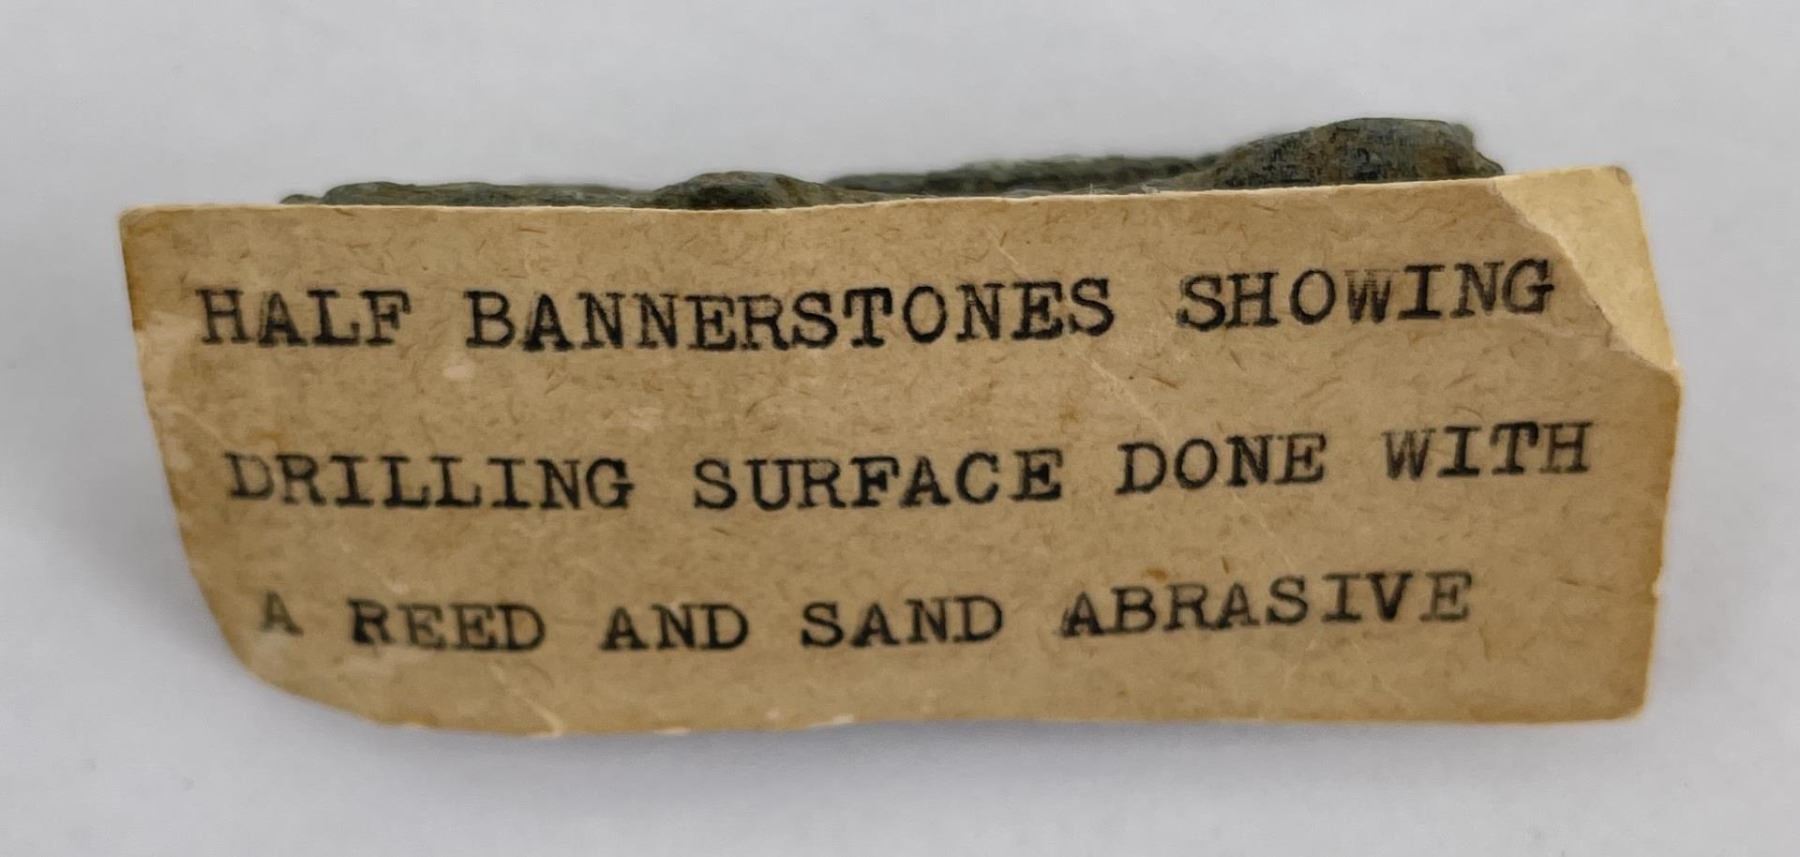 HALF BANNERSTONES SHOWING
DRILLING SURFACE DONE WITH
A REED AND SAND ABRASIVE